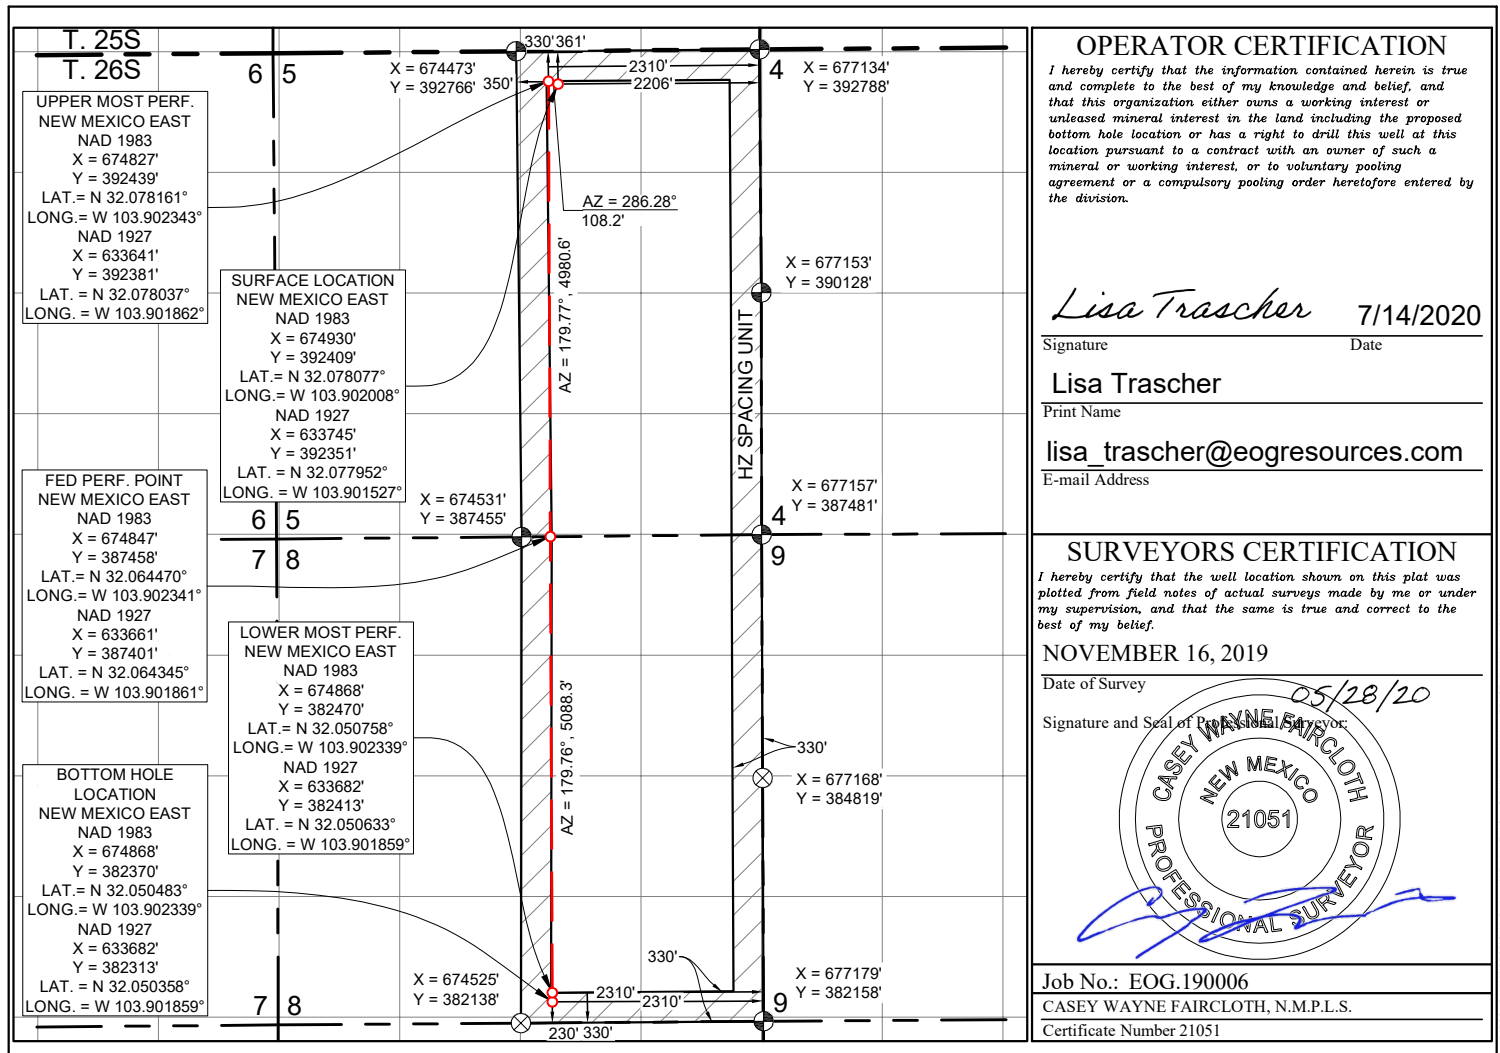 T. 25S
T. 26S
6 5
X = 674473'
Y = 392766'
350'
330' 361'
2310'
2206'
4
X = 677134'
Y = 392788'
UPPER MOST PERF.
NEW MEXICO EAST
NAD 1983
X = 674827'
Y = 392439'
LAT.= N 32.078161°
LONG.= W 103.902343°
NAD 1927
X = 633641'
Y = 392381'
LAT. = N 32.078037°
LONG. = W 103.901862°
AZ = 286.28°
108.2'
SURFACE LOCATION
NEW MEXICO EAST
NAD 1983
X = 674930'
Y = 392409'
LAT.= N 32.078077°
LONG.= W 103.902008°
NAD 1927
X = 633745'
Y = 392351'
LAT. = N 32.077952°
LONG. = W 103.901527°
AZ = 179.77°, 4980.6'
X = 677153'
Y = 390128'
HZ SPACING UNIT
FED PERF. POINT
NEW MEXICO EAST
NAD 1983
X = 674847'
Y = 387458'
LAT.= N 32.064470°
LONG.= W 103.902341°
NAD 1927
X = 633661'
Y = 387401'
LAT. = N 32.064345°
LONG. = W 103.901861°
6 5
7 8
X = 674531'
Y = 387455'
X = 677157'
Y = 387481'
4
9
LOWER MOST PERF.
NEW MEXICO EAST
NAD 1983
X = 674868'
Y = 382470'
LAT.= N 32.050758°
LONG.= W 103.902339°
NAD 1927
X = 633682'
Y = 382413'
LAT. = N 32.050633°
LONG. = W 103.901859°
AZ = 179.76°, 5088.3'
330'
X = 677168'
Y = 384819'
BOTTOM HOLE
LOCATION
NEW MEXICO EAST
NAD 1983
X = 674868'
Y = 382370'
LAT.= N 32.050483°
LONG.= W 103.902339°
NAD 1927
X = 633682'
Y = 382313'
LAT. = N 32.050358°
LONG. = W 103.901859°
7 8
X = 674525'
Y = 382138'
330'
2310'
2310'
230' 330'
X = 677179'
Y = 382158'
9
OPERATOR CERTIFICATION
I hereby certify that the information contained herein is true
and complete to the best of my knowledge and belief, and
that this organization either owns a working interest or
unleased mineral interest in the land including the proposed
bottom hole location or has a right to drill this well at this
location pursuant to a contract with an owner of such a
mineral or working interest, or to voluntary pooling
agreement or a compulsory pooling order heretofore entered by
the division.
Lisa Trascher 7/14/2020
Signature Date
Lisa Trascher
Print Name
lisa_trascher@eogresources.com
E-mail Address
SURVEYORS CERTIFICATION
I hereby certify that the well location shown on this plat was
plotted from field notes of actual surveys made by me or under
my supervision, and that the same is true and correct to the
best of my belief.
NOVEMBER 16, 2019
Date of Survey
05/28/20
Signature and Seal of Professional Surveyor:
CASEY WAYNE FAIRCLOTH
NEW MEXICO
21051
PROFESSIONAL SURVEYOR
Job No.: EOG.190006
CASEY WAYNE FAIRCLOTH, N.M.P.L.S.
Certificate Number 21051